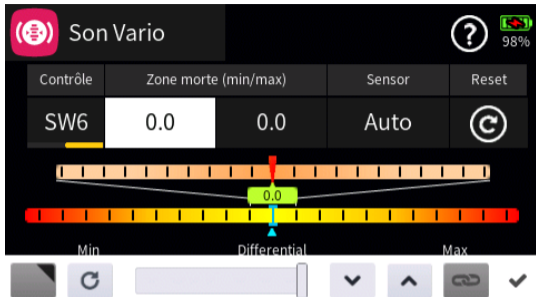 Son Vario
?
98%
Contrôle Zone morte (min/max) Sensor Reset
SW6 0.0 0.0 Auto
0.0
Min Differential Max